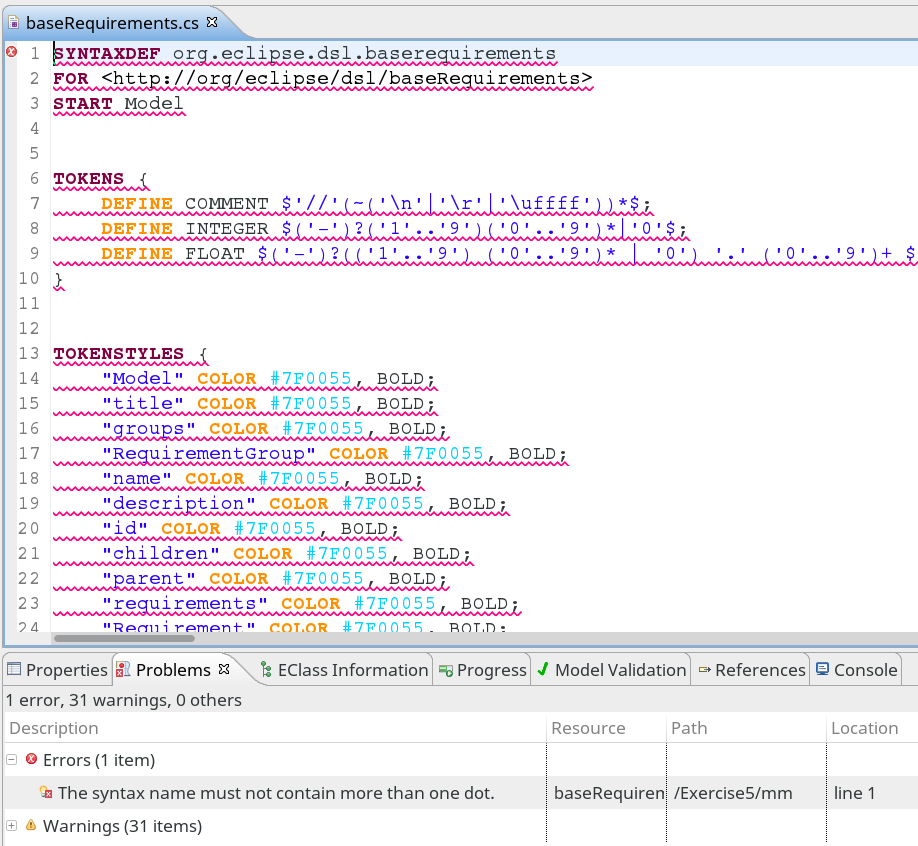 baseRequirements.cs
1 SYNTAXDEF org.eclipse.dsl.baserequirements
2 FOR <http://org/eclipse/dsl/baseRequirements>
3 START Model
4
5
6 TOKENS {
7 DEFINE COMMENT $'//'(~('\n'|'\r'|'\uffff'))*$;
8 DEFINE INTEGER $('-')?('1'..'9')('0'..'9')*|'0'$;
9 DEFINE FLOAT $('-')?(('1'..'9') ('0'..'9')* | '0') '.' ('0'..'9')+ $
10 }
11
12
13 TOKENSTYLES {
14 "Model" COLOR #7F0055, BOLD;
15 "title" COLOR #7F0055, BOLD;
16 "groups" COLOR #7F0055, BOLD;
17 "RequirementGroup" COLOR #7F0055, BOLD;
18 "name" COLOR #7F0055, BOLD;
19 "description" COLOR #7F0055, BOLD;
20 "id" COLOR #7F0055, BOLD;
21 "children" COLOR #7F0055, BOLD;
22 "parent" COLOR #7F0055, BOLD;
23 "requirements" COLOR #7F0055, BOLD;
24 "Requirement" COLOR #7F0055, BOLD;
Properties Problems EClass Information Progress Model Validation References Console
1 error, 31 warnings, 0 others
Description Resource Path Location
Errors (1 item)
The syntax name must not contain more than one dot. baseRequiren /Exercise5/mm line 1
Warnings (31 items)